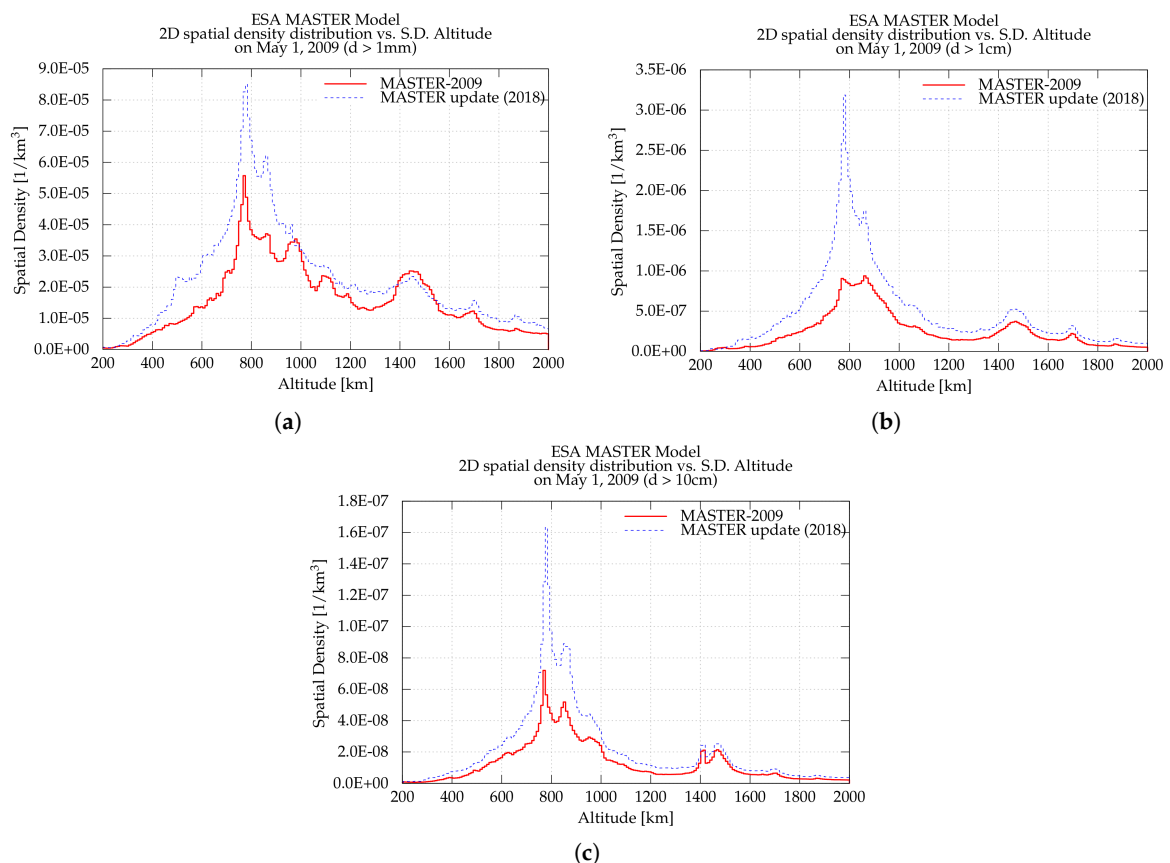 ESA MASTER Model
2D spatial density distribution vs. S.D. Altitude
on May 1, 2009 (d > 1mm)
9.0E-05
8.0E-05
7.0E-05
6.0E-05
5.0E-05
4.0E-05
3.0E-05
2.0E-05
1.0E-05
0.0E+00
Spatial Density [1/km³]
MASTER-2009
MASTER update (2018)
200 400 600 800 1000 1200 1400 1600 1800 2000
Altitude [km]
(a)
ESA MASTER Model
2D spatial density distribution vs. S.D. Altitude
on May 1, 2009 (d > 1cm)
3.5E-06
3.0E-06
2.5E-06
2.0E-06
1.5E-06
1.0E-06
5.0E-07
0.0E+00
Spatial Density [1/km³]
MASTER-2009
MASTER update (2018)
200 400 600 800 1000 1200 1400 1600 1800 2000
Altitude [km]
(b)
ESA MASTER Model
2D spatial density distribution vs. S.D. Altitude
on May 1, 2009 (d > 10cm)
1.8E-07
1.6E-07
1.4E-07
1.2E-07
1.0E-07
8.0E-08
6.0E-08
4.0E-08
2.0E-08
0.0E+00
Spatial Density [1/km³]
MASTER-2009
MASTER update (2018)
200 400 600 800 1000 1200 1400 1600 1800 2000
Altitude [km]
(c)